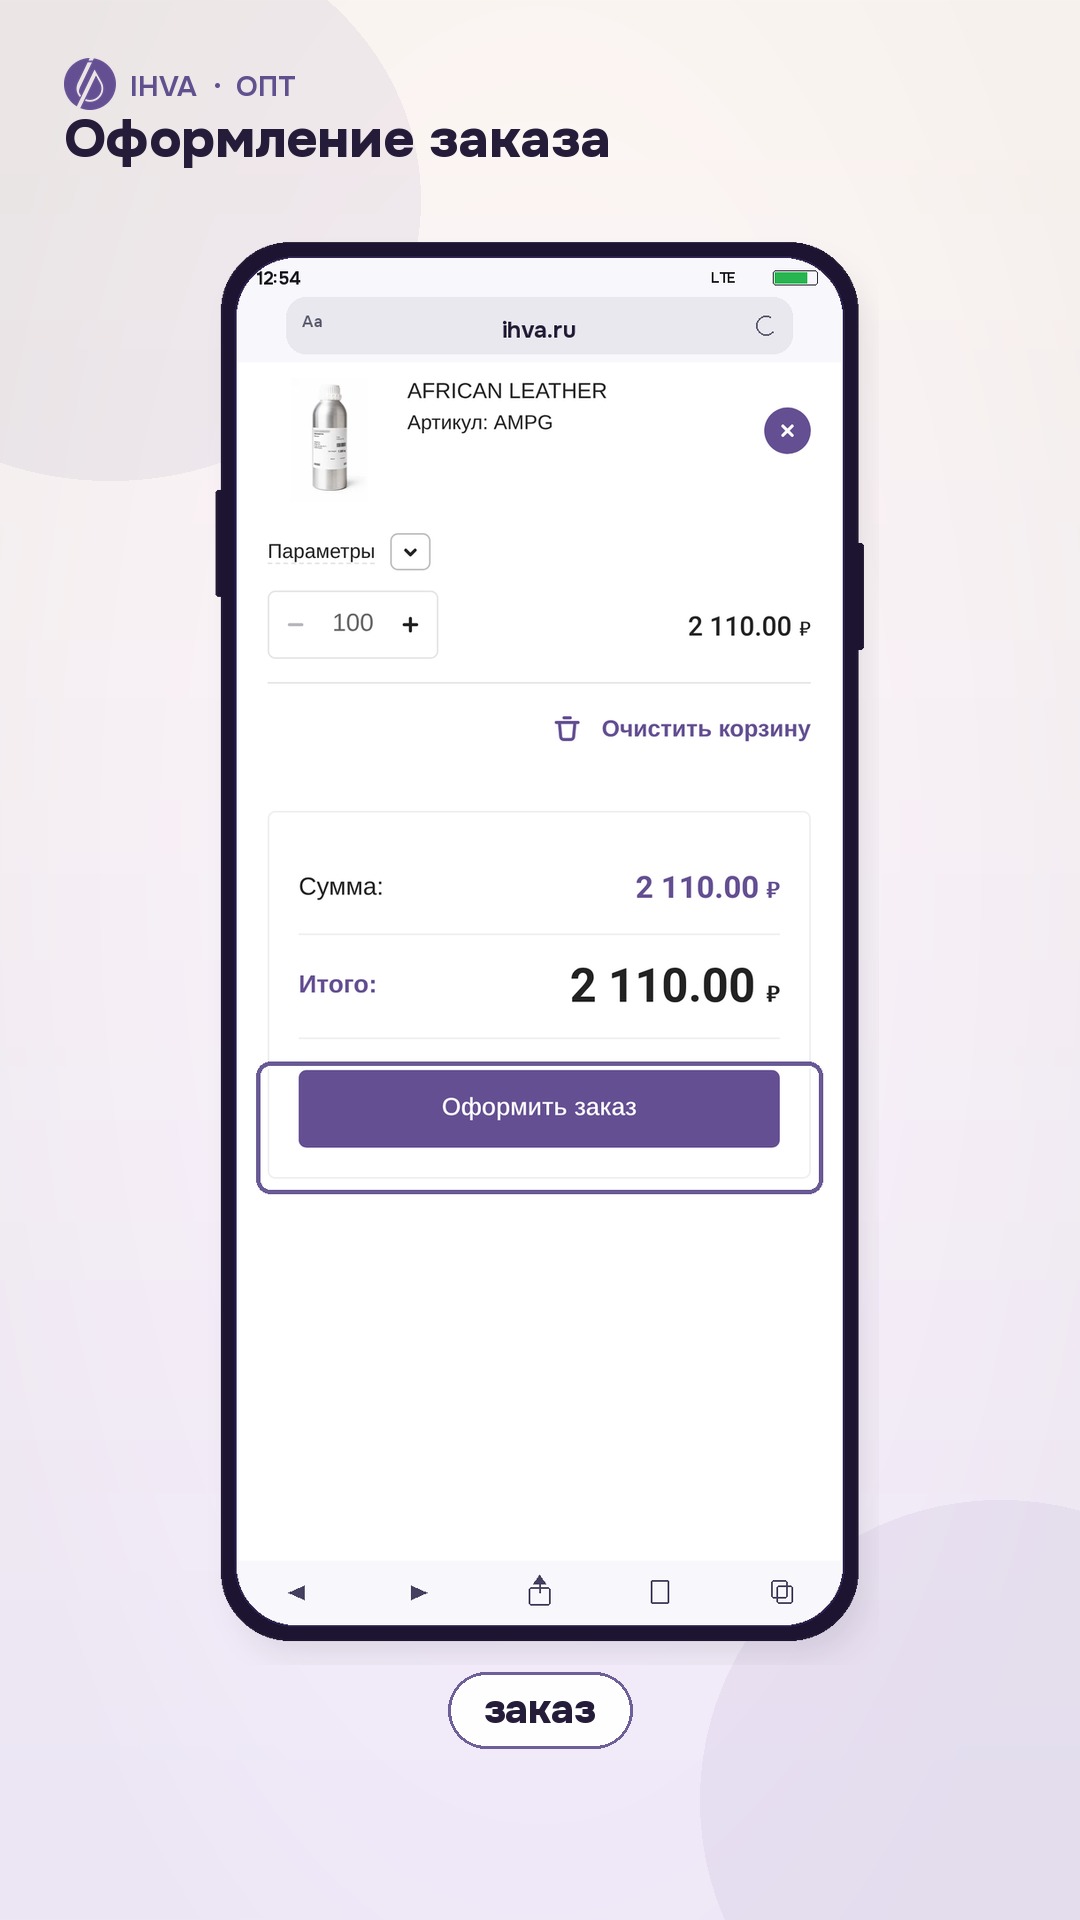 IHVA · ОПТ
Оформление заказа
12:54
LTE
Aa
ihva.ru
AFRICAN LEATHER
Артикул: AMPG
Параметры
100
2 110.00 ₽
Очистить корзину
Сумма:
2 110.00 ₽
Итого:
2 110.00 ₽
Оформить заказ
заказ